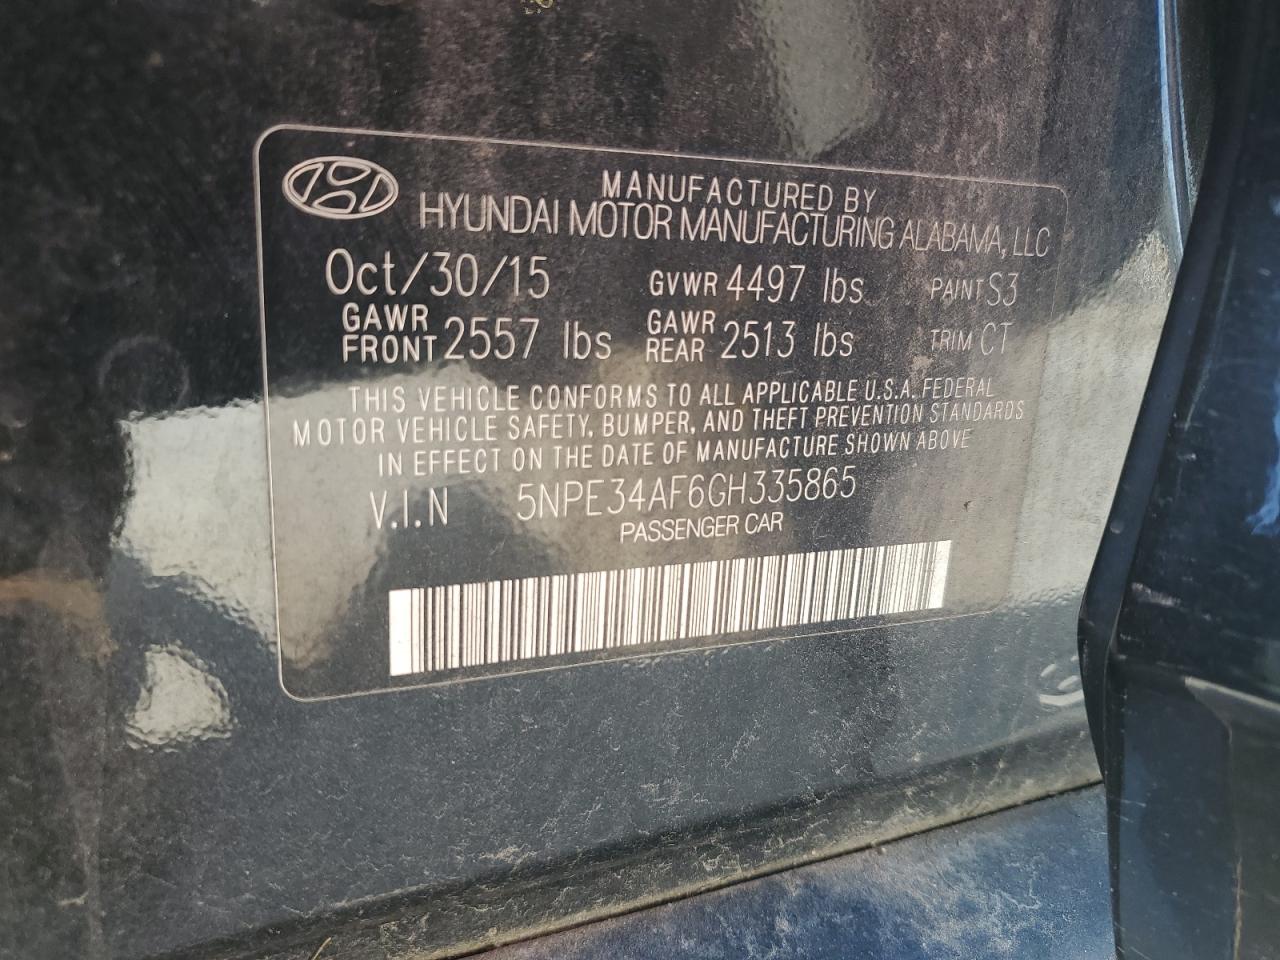 MANUFACTURED BY
HYUNDAI MOTOR MANUFACTURING ALABAMA, LLC
Oct/30/15 GVWR 4497 lbs PAINT S3
GAWR FRONT 2557 lbs GAWR REAR 2513 lbs TRIM CT
THIS VEHICLE CONFORMS TO ALL APPLICABLE U.S.A. FEDERAL
MOTOR VEHICLE SAFETY, BUMPER, AND THEFT PREVENTION STANDARDS
IN EFFECT ON THE DATE OF MANUFACTURE SHOWN ABOVE
V.I.N 5NPE34AF6GH335865
PASSENGER CAR